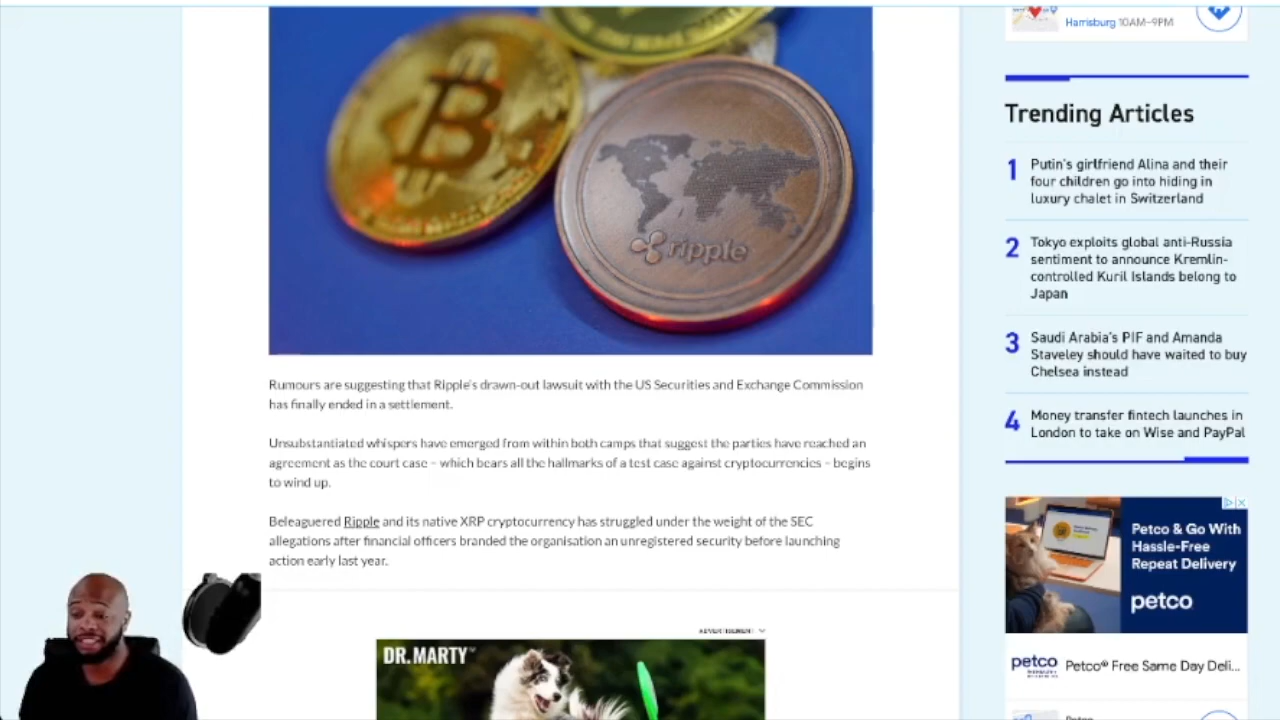 B
ripple
Rumours are suggesting that Ripple's drawn-out lawsuit with the US Securities and Exchange Commission
has finally ended in a settlement.
Unsubstantiated whispers have emerged from within both camps that suggest the parties have reached an
agreement as the court case – which bears all the hallmarks of a test case against cryptocurrencies – begins
to wind up.
Beleaguered Ripple and its native XRP cryptocurrency has struggled under the weight of the SEC
allegations after financial officers branded the organisation an unregistered security before launching
action early last year.
ADVERTISEMENT
DR. MARTY™
Harrisburg 10AM–9PM
Trending Articles
1 Putin's girlfriend Alina and their
four children go into hiding in
luxury chalet in Switzerland
2 Tokyo exploits global anti-Russia
sentiment to announce Kremlin-
controlled Kuril Islands belong to
Japan
3 Saudi Arabia's PIF and Amanda
Staveley should have waited to buy
Chelsea instead
4 Money transfer fintech launches in
London to take on Wise and PayPal
Petco & Go With
Hassle-Free
Repeat Delivery
petco
petco
Petco® Free Same Day Deli...